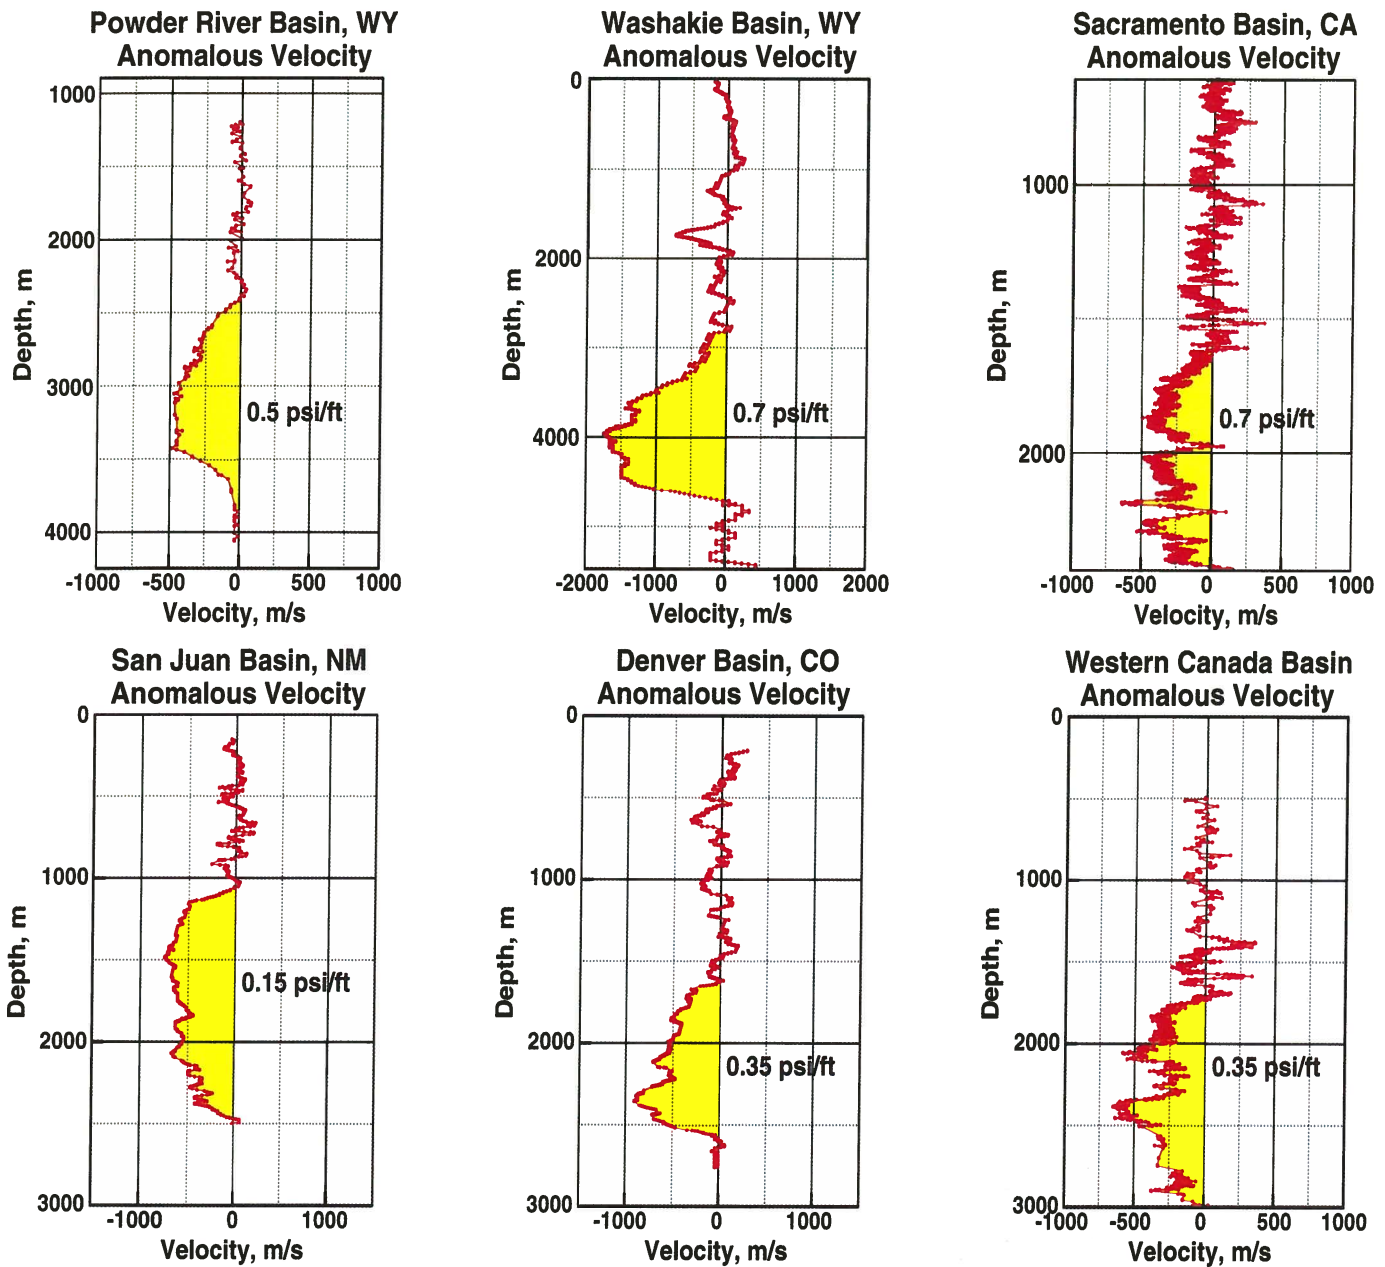 Powder River Basin, WY
Anomalous Velocity
1000
2000
3000
4000
Depth, m
0.5 psi/ft
-1000 -500 0 500 1000
Velocity, m/s
Washakie Basin, WY
Anomalous Velocity
0
2000
4000
Depth, m
0.7 psi/ft
-2000 -1000 0 1000 2000
Velocity, m/s
Sacramento Basin, CA
Anomalous Velocity
1000
2000
Depth, m
0.7 psi/ft
-1000 -500 0 500 1000
Velocity, m/s
San Juan Basin, NM
Anomalous Velocity
0
1000
2000
3000
Depth, m
0.15 psi/ft
-1000 0 1000
Velocity, m/s
Denver Basin, CO
Anomalous Velocity
0
1000
2000
3000
Depth, m
0.35 psi/ft
-1000 0 1000
Velocity, m/s
Western Canada Basin
Anomalous Velocity
0
1000
2000
3000
Depth, m
0.35 psi/ft
-1000 -500 0 500 1000
Velocity, m/s